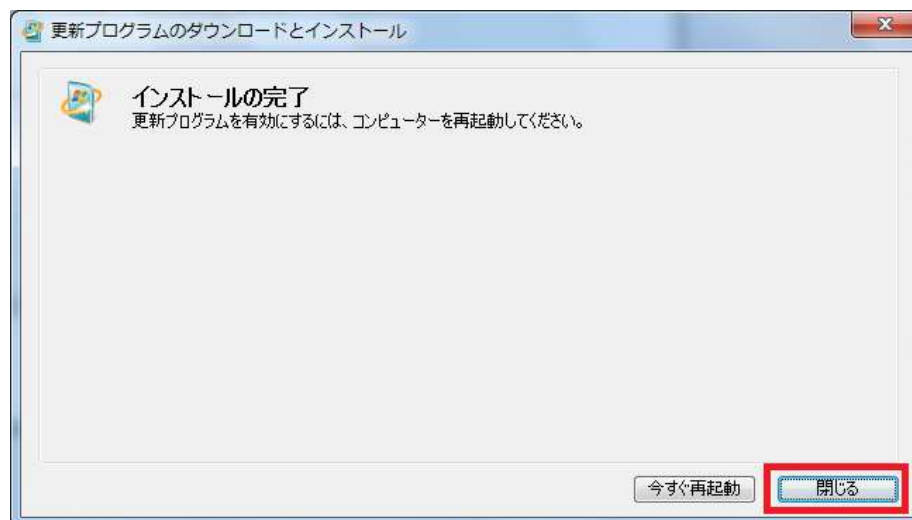 更新プログラムのダウンロードとインストール
インストールの完了
更新プログラムを有効にするには、コンピューターを再起動してください。
今すぐ再起動
閉じる